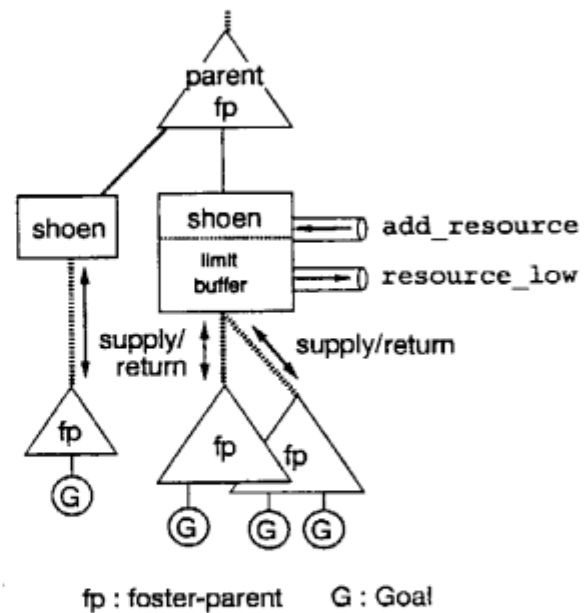 parent
fp
shoen
shoen
add_resource
limit
buffer
resource_low
supply/
return
supply/return
fp
fp
fp
G
G
G
G
fp : foster-parent G : Goal